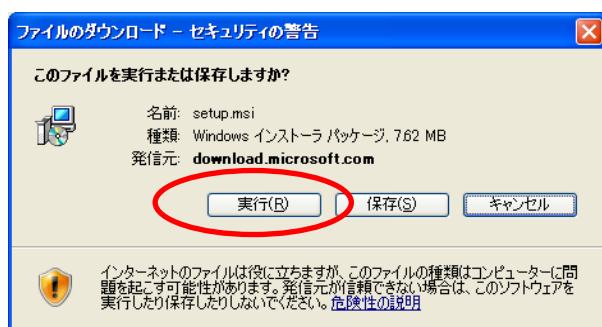 ファイルのダウンロード - セキュリティの警告
このファイルを実行または保存しますか?
名前: setup.msi
種類: Windows インストーラ パッケージ, 7.62 MB
発信元: download.microsoft.com
実行(R) 保存(S) キャンセル
インターネットのファイルは役に立ちますが、このファイルの種類はコンピューターに問
題を起こす可能性があります。発信元が信頼できない場合は、このソフトウェアを
実行したり保存したりしないでください。危険性の説明